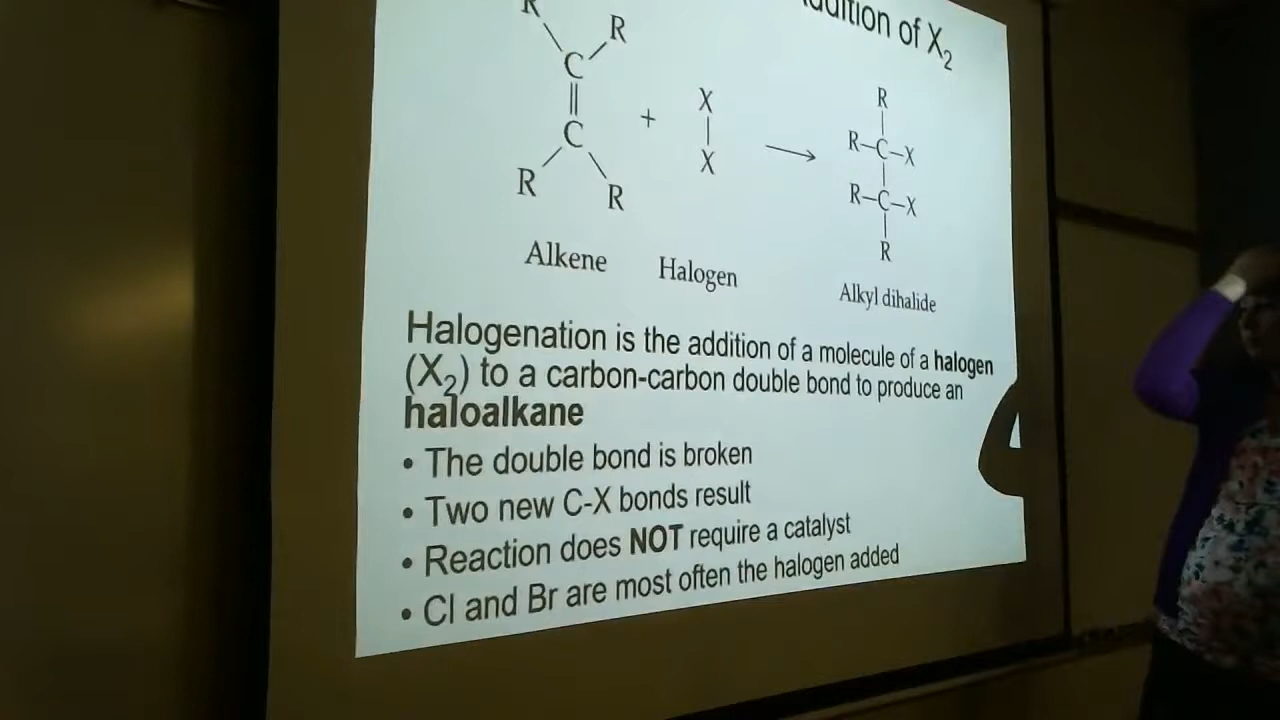 of X2
R R
C
C
R R
+
X
X
R
R–C–X
R–C–X
R
Alkene Halogen Alkyl dihalide
Halogenation is the addition of a molecule of a halogen
(X2) to a carbon-carbon double bond to produce an
haloalkane
• The double bond is broken
• Two new C-X bonds result
• Reaction does NOT require a catalyst
• Cl and Br are most often the halogen added